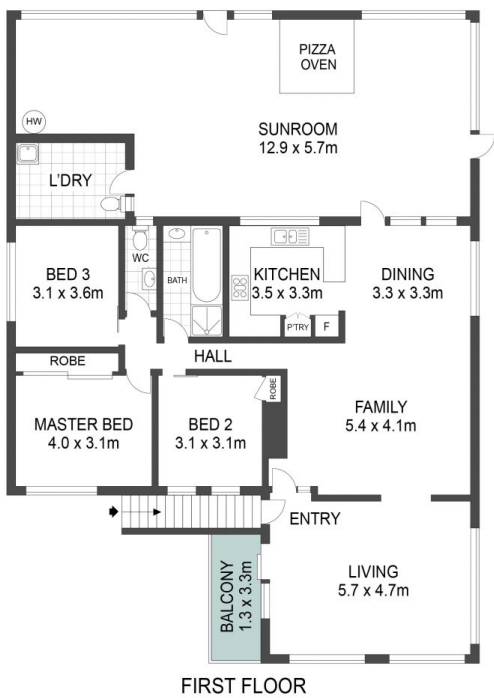 PIZZA
OVEN
HW
SUNROOM
12.9 x 5.7m
L'DRY
BED 3
3.1 x 3.6m
WC
BATH
KITCHEN
3.5 x 3.3m
P'TRY
F
DINING
3.3 x 3.3m
ROBE
HALL
MASTER BED
4.0 x 3.1m
BED 2
3.1 x 3.1m
ROBE
FAMILY
5.4 x 4.1m
ENTRY
BALCONY
1.3 x 3.3m
LIVING
5.7 x 4.7m
FIRST FLOOR